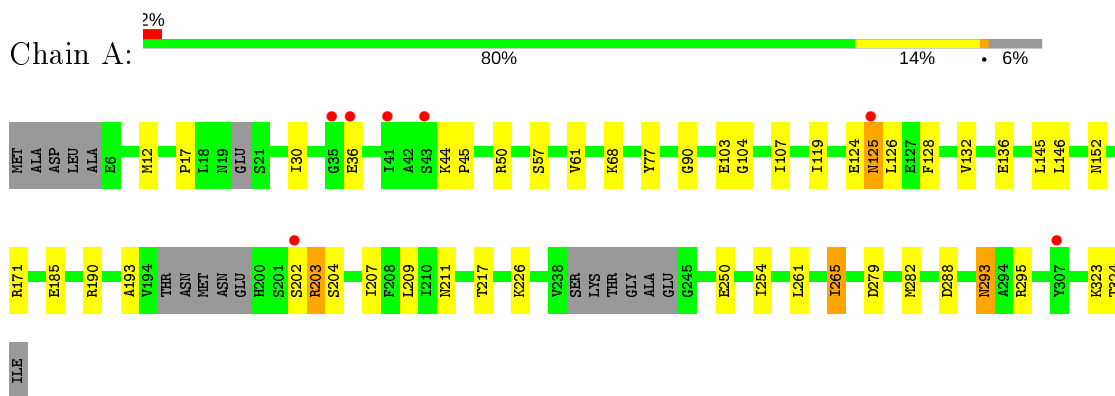 2%
Chain A:
80% 14% • 6%
MET ALA ASP LEU ALA E6 M12 P17 L18 N19 GLU S21 I30 G35 E36 I41 A42 S43 K44 P45 R50 S57 V61 K68 Y77 G90 E103 G104 I107 I119 E124 N125 L126 E127 F128 V132 E136 L145 L146 N152
R171 E185 R190 A193 V194 THR ASN MET ASN GLU H200 S201 S202 R203 S204 I207 F208 L209 I210 N211 T217 K226 V238 SER LYS THR GLY ALA GLU G245 E250 I254 L261 I265 D279 M282 D288 N293 A294 R295 Y307 K323 T324
ILE